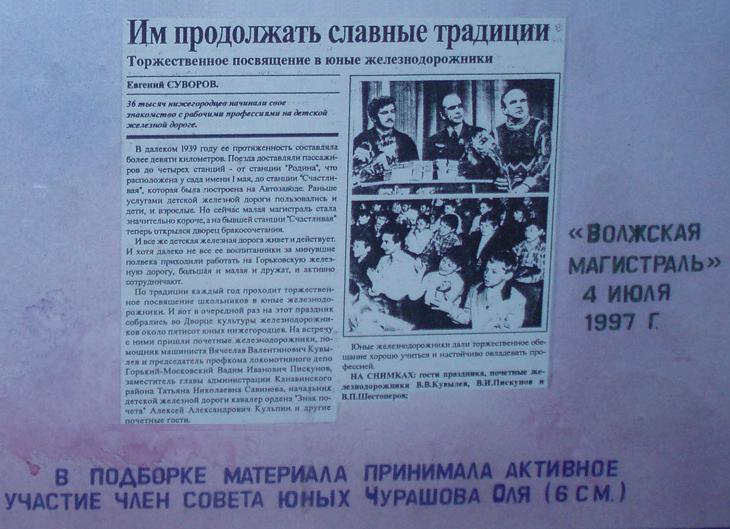 Им продолжать славные традиции
Торжественное посвящение в юные железнодорожники
Евгений СУВОРОВ.
36 тысяч нижегородцев начинали свое
знакомство с рабочими профессиями на детской
железной дороге.
В далеком 1939 году ее протяженность составляла
более девяти километров. Поезда доставляли пассажи-
ров до четырех станций - от станции "Родина", что
расположена у сада имени 1 мая, до станции "Счастли-
вая", которая была построена на Автозаводе. Раньше
услугами детской железной дороги пользовались и
дети, и взрослые. Но сейчас малая магистраль стала
значительно короче, а на бывшей станции "Счастливая"
теперь открылся дворец бракосочетания.
И все же детская железная дорога живет и действует.
И хотя далеко не все ее воспитанники за минувшие
полвека приходили работать на Горьковскую желез-
ную дорогу, большая и малая и дружат, и активно
сотрудничают.
По традиции каждый год проходит торжествен-
ное посвящение школьников в юные железнодо-
рожники. И вот в очередной раз на этот праздник
собрались во Дворце культуры железнодорожни-
ков около пятисот юных нижегородцев. На встречу
с ними пришли почетные железнодорожники, по-
мощник машиниста Вячеслав Валентинович Кувы-
лев и председатель профкома локомотивного депо
Горький-Московский Вадим Иванович Пискунов,
заместитель главы администрации Канавинского
района Татьяна Николаевна Савинова, начальник
детской железной дороги кавалер ордена "Знак по-
чета" Алексей Александрович Кульпин и другие
почетные гости.
Юные железнодорожники дали торжественное обе-
щание хорошо учиться и настойчиво овладевать про-
фессией.
НА СНИМКАХ: гости праздника, почетные же-
лезнодорожники В.В.Кувылев, В.И.Пискунов и
В.П.Шестоперов;
«Волжская
магистраль»
4 июля
1997 г.
В подборке материала принимала активное
участие член совета юных Чурашова Оля (6 см.)